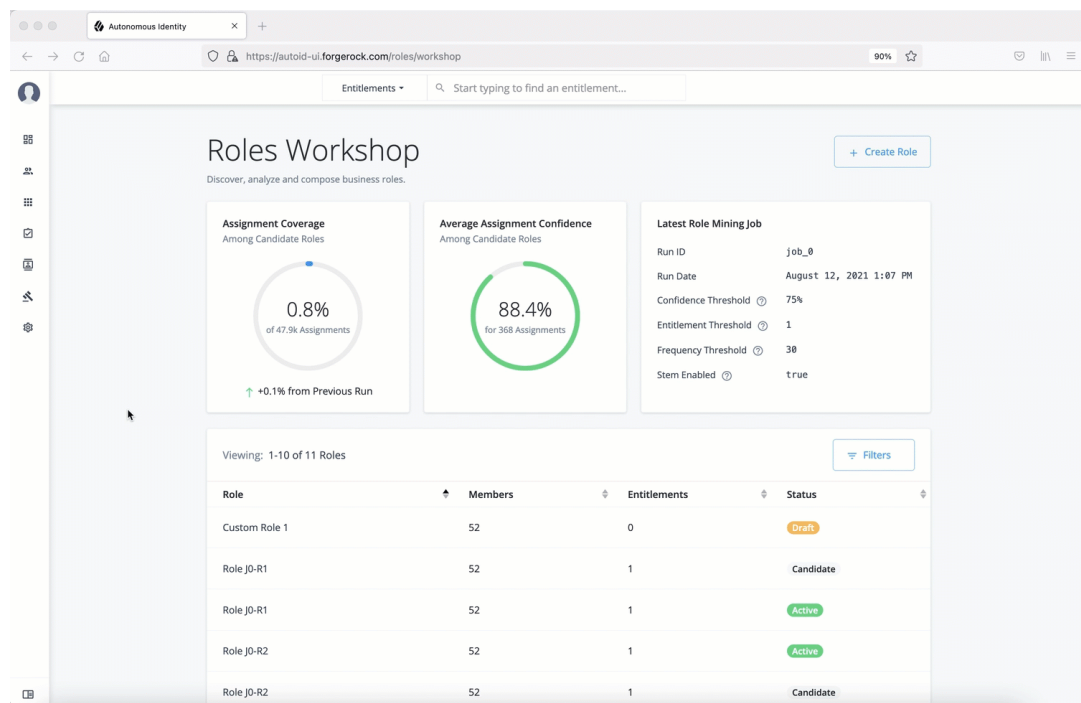 Autonomous Identity
https://autoid-ui.forgerock.com/roles/workshop
90%
Entitlements
Start typing to find an entitlement...
Roles Workshop
+ Create Role
Discover, analyze and compose business roles.
Assignment Coverage
Among Candidate Roles
0.8%
of 47.9k Assignments
+0.1% from Previous Run
Average Assignment Confidence
Among Candidate Roles
88.4%
for 368 Assignments
Latest Role Mining Job
Run ID job_0
Run Date August 12, 2021 1:07 PM
Confidence Threshold ? 75%
Entitlement Threshold ? 1
Frequency Threshold ? 30
Stem Enabled ? true
Viewing: 1-10 of 11 Roles
Filters
Role Members Entitlements Status
Custom Role 1 52 0 Draft
Role J0-R1 52 1 Candidate
Role J0-R1 52 1 Active
Role J0-R2 52 1 Active
Role J0-R2 52 1 Candidate